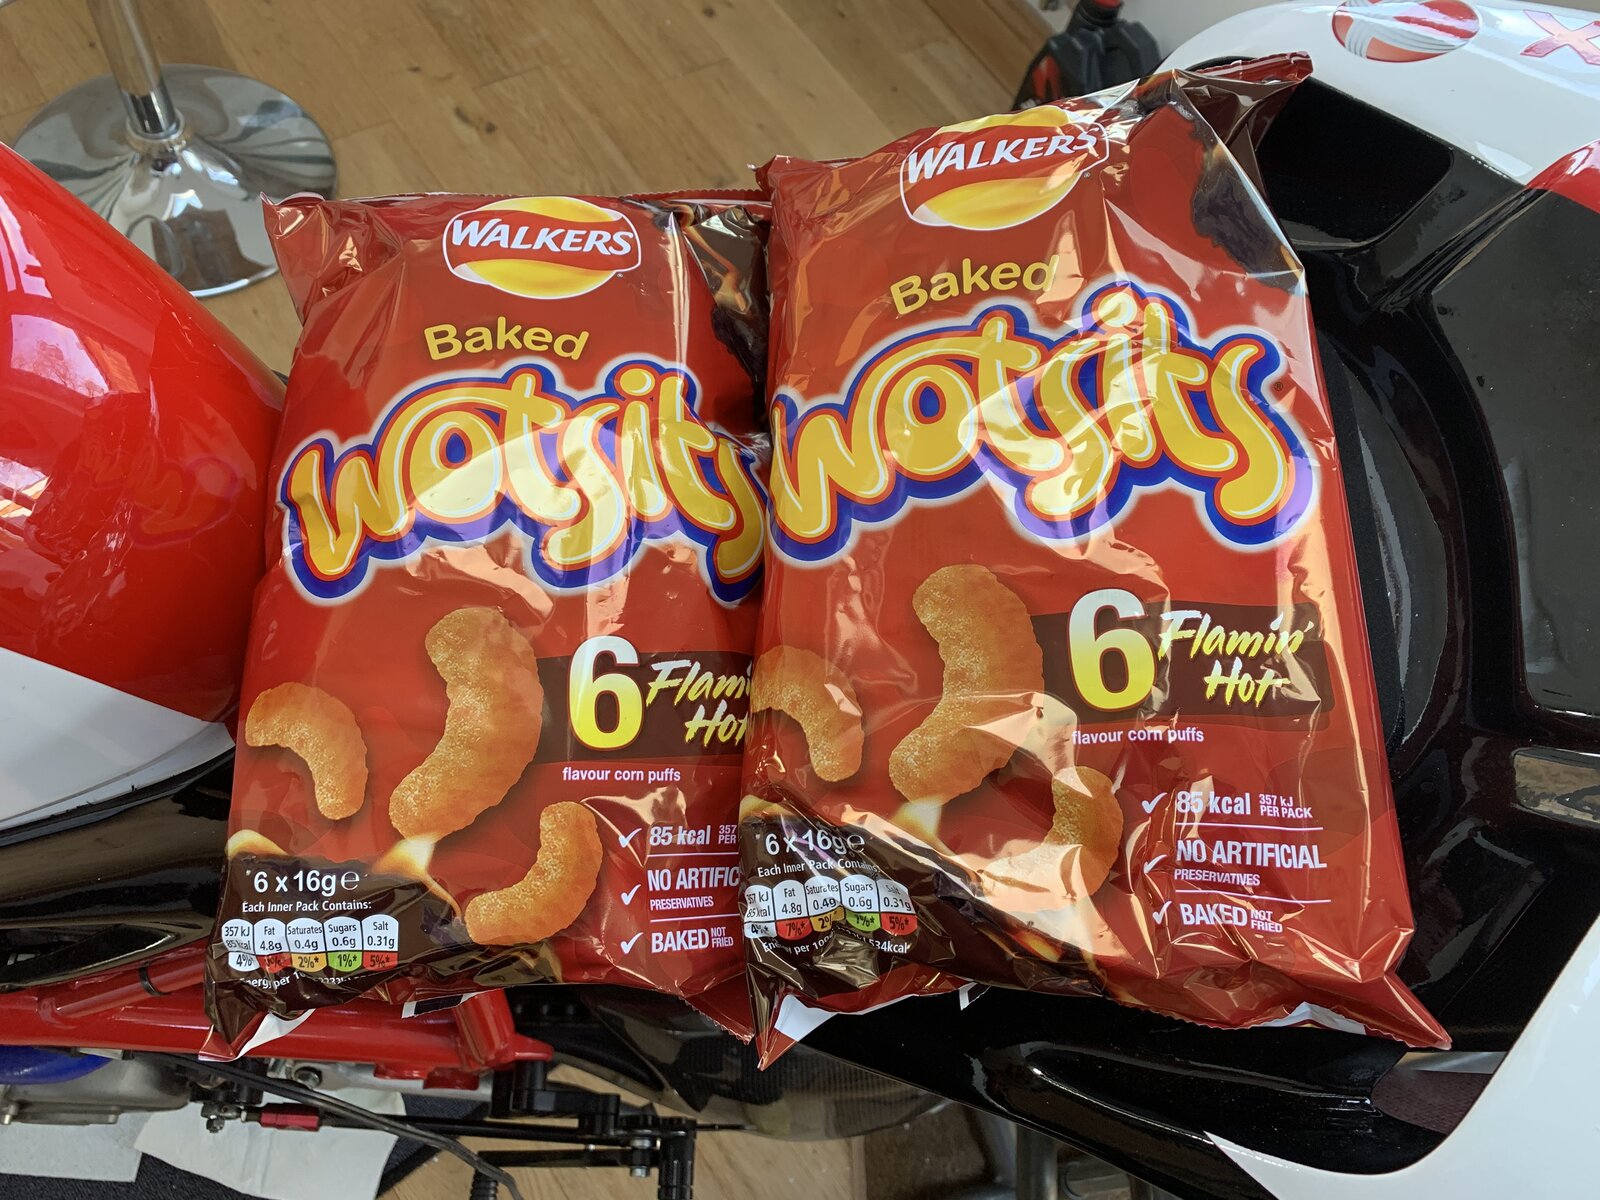 WALKERS
Baked
Wotsits
6 Flamin'
Hot
flavour corn puffs
85 kcal 357 kJ
PER PACK
NO ARTIFICIAL
PRESERVATIVES
BAKED NOT
FRIED
6 x 16g e
Each Inner Pack Contains:
Fat Saturates Sugars Salt
357 kJ 4.8g 0.4g 0.6g 0.31g
85 kcal
4%* 7%* 2%* 1%* 5%*
WALKERS
Baked
Wotsits
6 Flamin'
Hot
flavour corn puffs
85 kcal 357 kJ
PER PACK
NO ARTIFICIAL
PRESERVATIVES
BAKED NOT
FRIED
6 x 16g e
Each Inner Pack Contains:
Fat Saturates Sugars Salt
4.8g 0.4g 0.6g 0.31g
7%* 2%* 1%* 5%*